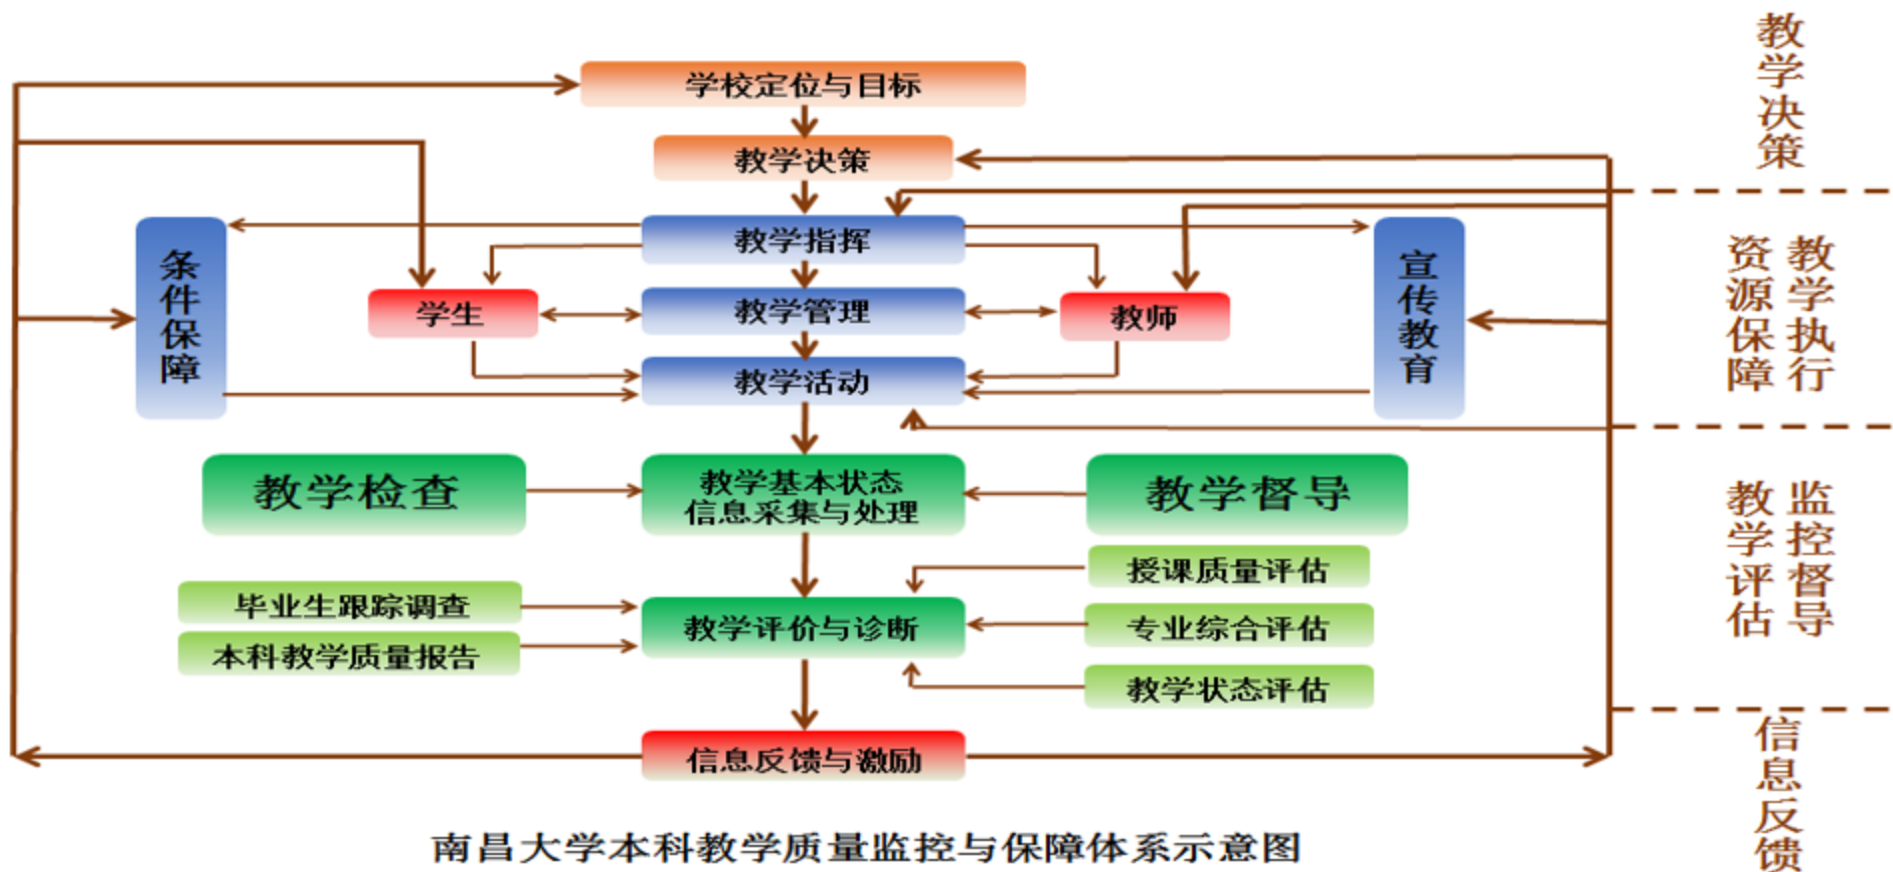 学校定位与目标
教学决策
教学指挥
教学管理
教学活动
条件保障
学生
教师
宣传教育
教学检查
教学基本状态
信息采集与处理
教学督导
毕业生跟踪调查
本科教学质量报告
教学评价与诊断
授课质量评估
专业综合评估
教学状态评估
信息反馈与激励
教学决策
教学执行
资源保障
监控督导
教学评估
信息反馈
南昌大学本科教学质量监控与保障体系示意图